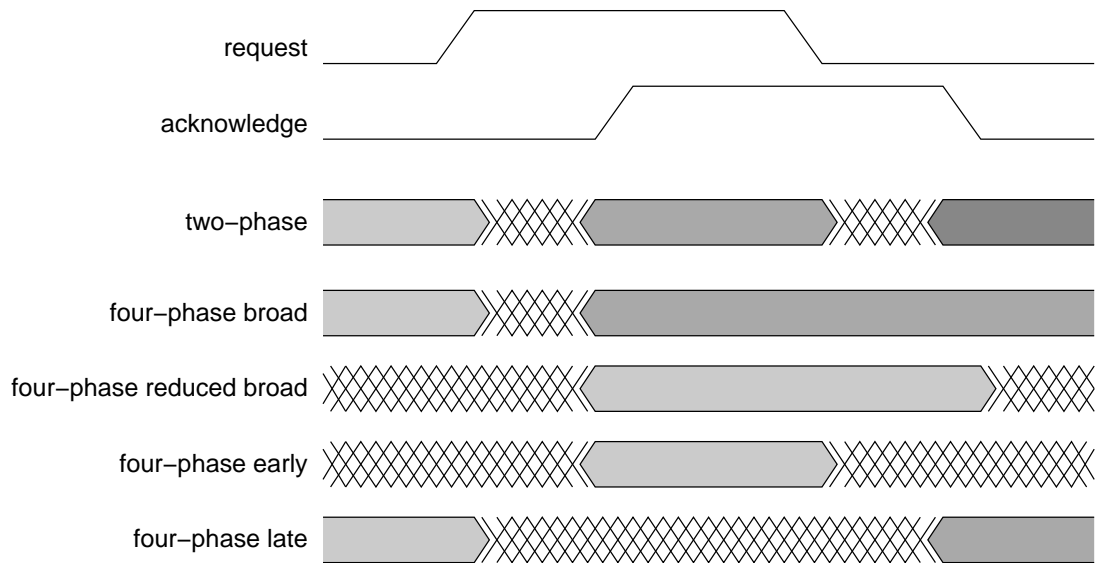 request
acknowledge
two−phase
four−phase broad
four−phase reduced broad
four−phase early
four−phase late